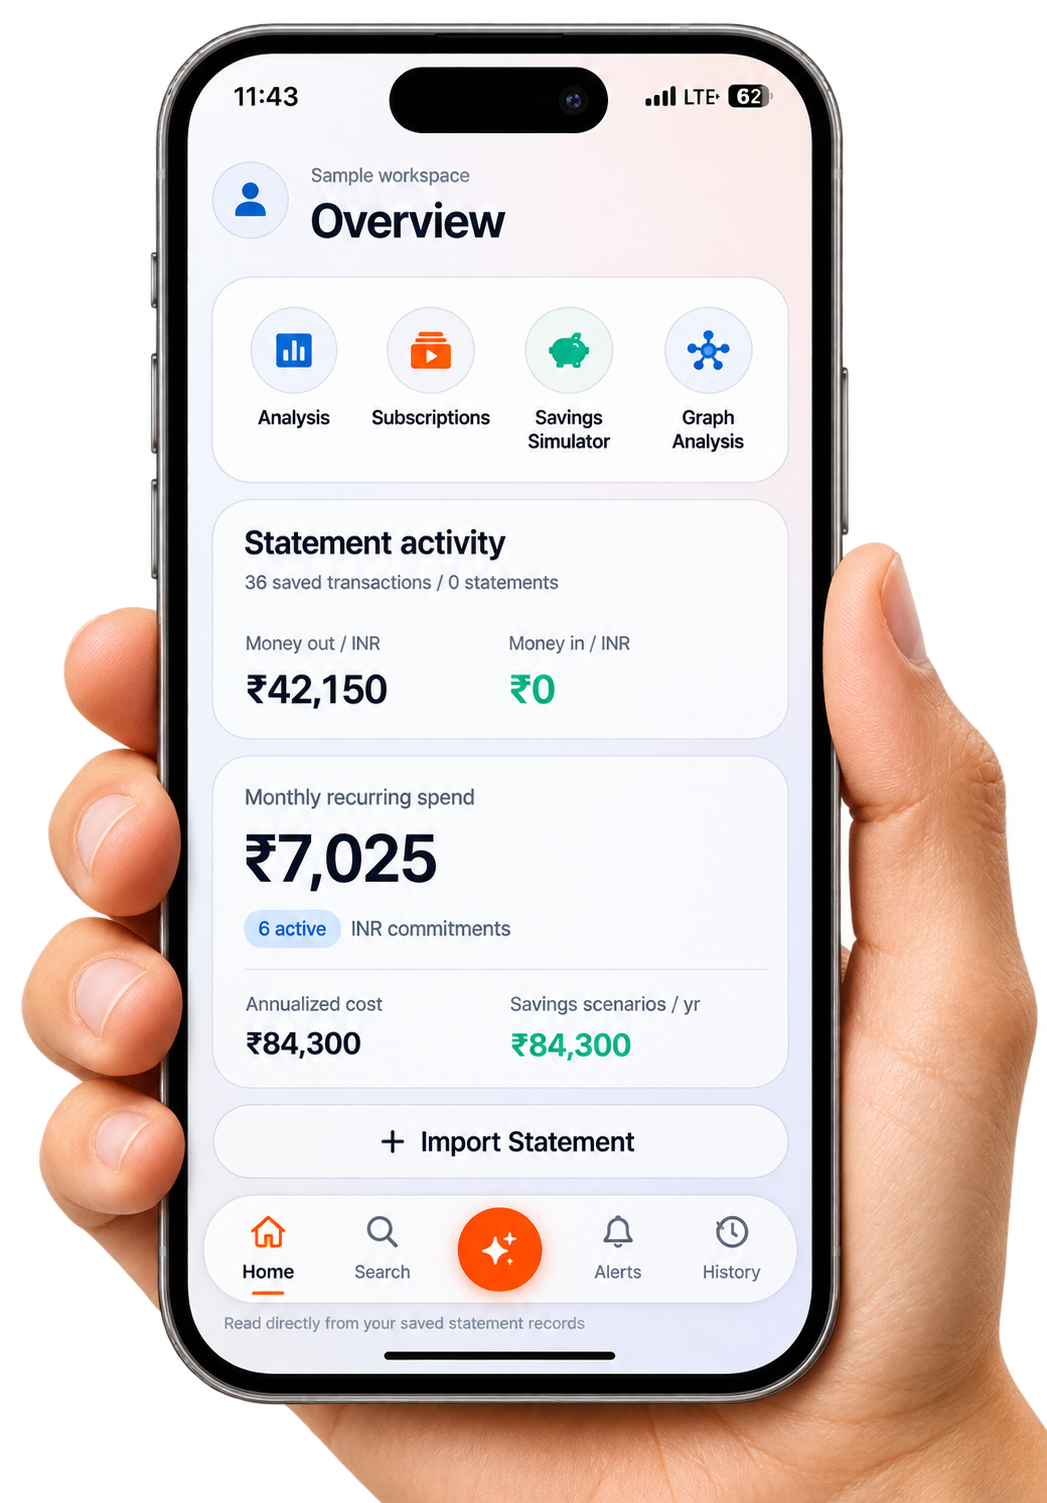 11:43
LTE 62
Sample workspace
Overview
Analysis
Subscriptions
Savings
Simulator
Graph
Analysis
Statement activity
36 saved transactions / 0 statements
Money out / INR
Money in / INR
₹42,150
₹0
Monthly recurring spend
₹7,025
6 active INR commitments
Annualized cost
Savings scenarios / yr
₹84,300
₹84,300
+ Import Statement
Home
Search
Alerts
History
Read directly from your saved statement records